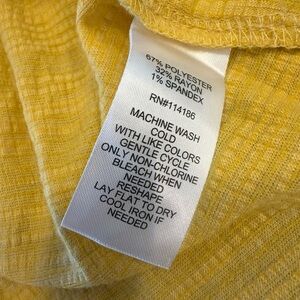 67% POLYESTER
32% RAYON
1% SPANDEX
RN#114186
MACHINE WASH
COLD
WITH LIKE COLORS
GENTLE CYCLE
ONLY NON-CHLORINE
BLEACH WHEN
NEEDED
RESHAPE
LAY FLAT TO DRY
COOL IRON IF
NEEDED